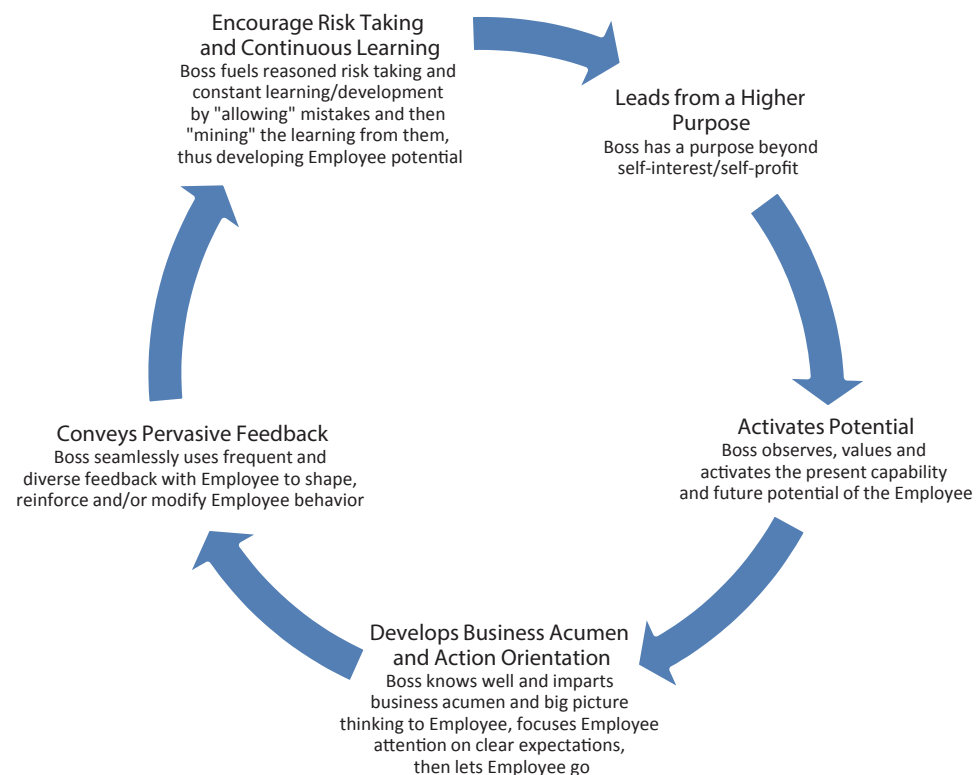 Encourage Risk Taking
and Continuous Learning
Boss fuels reasoned risk taking and
constant learning/development
by "allowing" mistakes and then
"mining" the learning from them,
thus developing Employee potential
Leads from a Higher
Purpose
Boss has a purpose beyond
self-interest/self-profit
Activates Potential
Boss observes, values and
activates the present capability
and future potential of the Employee
Develops Business Acumen
and Action Orientation
Boss knows well and imparts
business acumen and big picture
thinking to Employee, focuses Employee
attention on clear expectations,
then lets Employee go
Conveys Pervasive Feedback
Boss seamlessly uses frequent and
diverse feedback with Employee to shape,
reinforce and/or modify Employee behavior